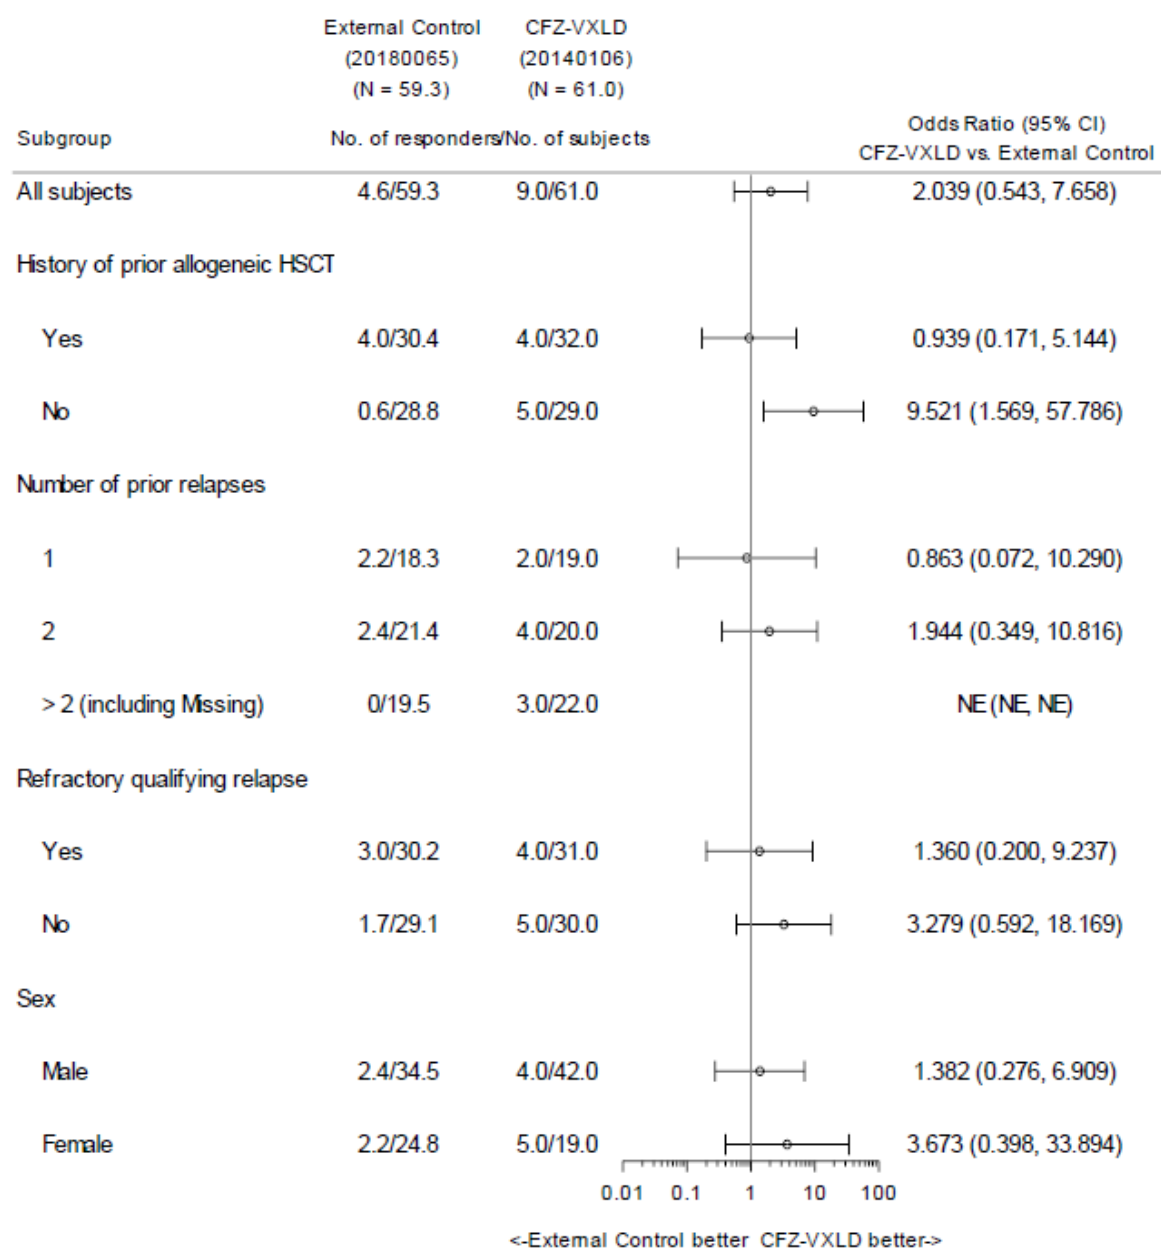 External Control CFZ-VXLD
(20180065) (20140106)
(N = 59.3) (N = 61.0)
Odds Ratio (95% CI)
Subgroup No. of responders/No. of subjects
CFZ-VXLD vs. External Control
All subjects 4.6/59.3 9.0/61.0 2.039 (0.543, 7.658)
History of prior allogeneic HSCT
Yes 4.0/30.4 4.0/32.0 0.939 (0.171, 5.144)
No 0.6/28.8 5.0/29.0 9.521 (1.569, 57.786)
Number of prior relapses
1 2.2/18.3 2.0/19.0 0.863 (0.072, 10.290)
2 2.4/21.4 4.0/20.0 1.944 (0.349, 10.816)
> 2 (including Missing) 0/19.5 3.0/22.0 NE (NE, NE)
Refractory qualifying relapse
Yes 3.0/30.2 4.0/31.0 1.360 (0.200, 9.237)
No 1.7/29.1 5.0/30.0 3.279 (0.592, 18.169)
Sex
Male 2.4/34.5 4.0/42.0 1.382 (0.276, 6.909)
Female 2.2/24.8 5.0/19.0 3.673 (0.398, 33.894)
0.01 0.1 1 10 100
<-External Control better CFZ-VXLD better->